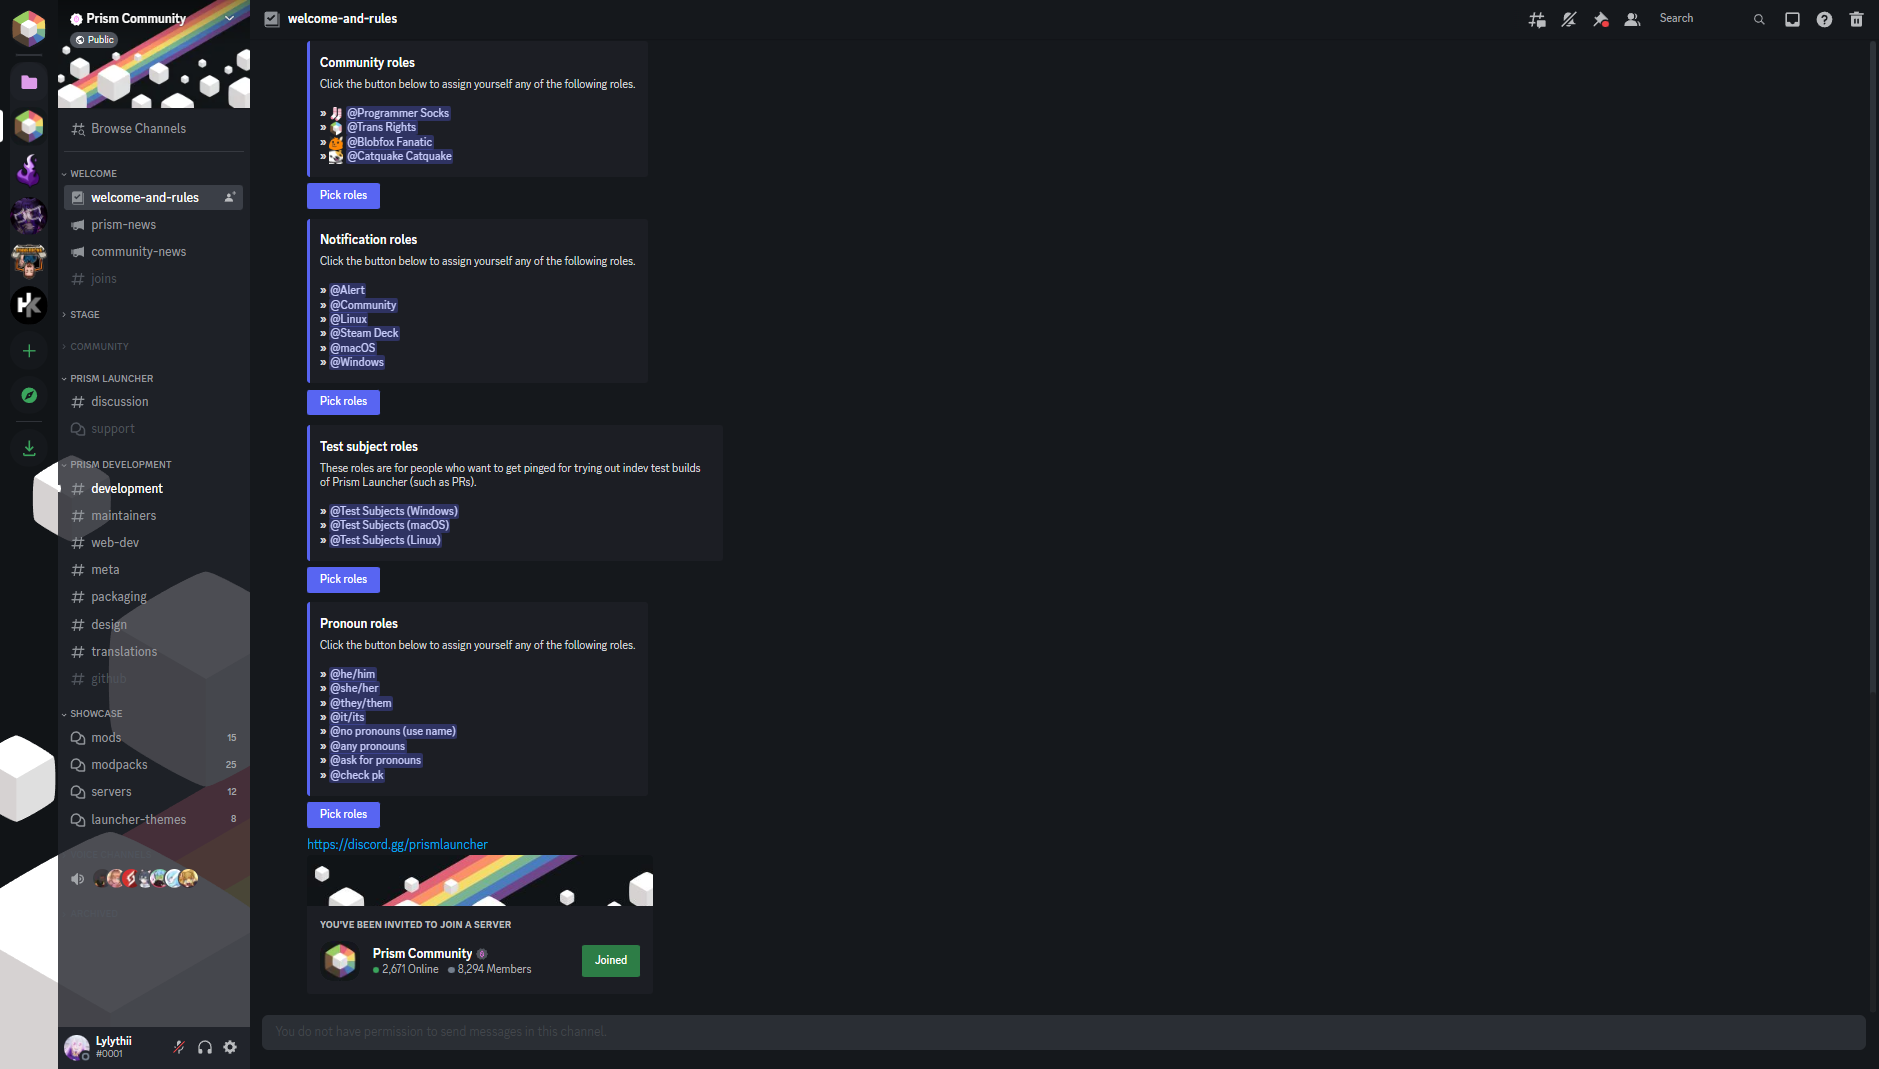 Prism Community
Public
Browse Channels
WELCOME
welcome-and-rules
prism-news
community-news
joins
STAGE
COMMUNITY
PRISM LAUNCHER
discussion
support
PRISM DEVELOPMENT
development
maintainers
web-dev
meta
packaging
design
translations
github
SHOWCASE
mods 15
modpacks 25
servers 12
launcher-themes 8
Lylythii
#0001
welcome-and-rules
Search
Community roles
Click the button below to assign yourself any of the following roles.
» @Programmer Socks
» @Trans Rights
» @Blobfox Fanatic
» @Catquake Catquake
Pick roles
Notification roles
Click the button below to assign yourself any of the following roles.
» @Alert
» @Community
» @Linux
» @Steam Deck
» @macOS
» @Windows
Pick roles
Test subject roles
These roles are for people who want to get pinged for trying out indev test builds
of Prism Launcher (such as PRs).
» @Test Subjects (Windows)
» @Test Subjects (macOS)
» @Test Subjects (Linux)
Pick roles
Pronoun roles
Click the button below to assign yourself any of the following roles.
» @he/him
» @she/her
» @they/them
» @it/its
» @no pronouns (use name)
» @any pronouns
» @ask for pronouns
» @check pk
Pick roles
https://discord.gg/prismlauncher
YOU'VE BEEN INVITED TO JOIN A SERVER
Prism Community
2,671 Online 8,294 Members
Joined
You do not have permission to send messages in this channel.